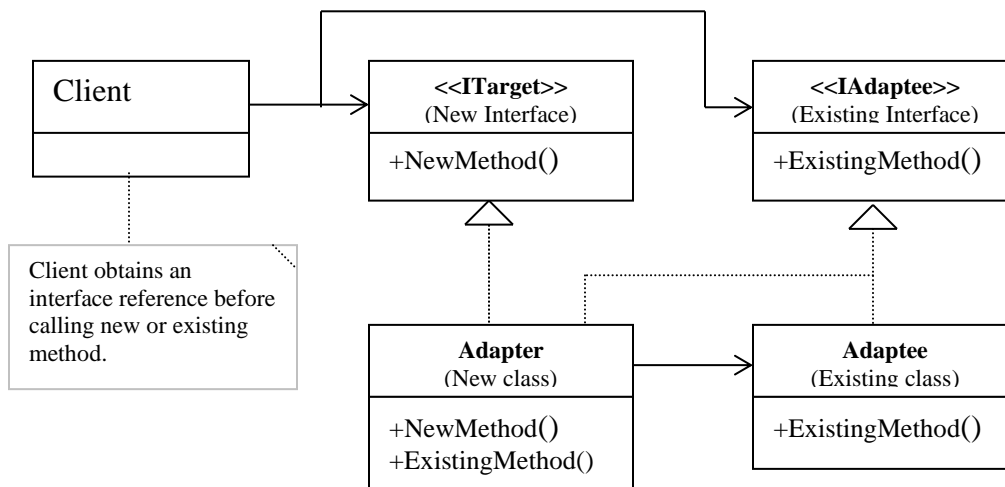 Client
<<ITarget>>
(New Interface)
+NewMethod()
<<IAdaptee>>
(Existing Interface)
+ExistingMethod()
Client obtains an
interface reference before
calling new or existing
method.
Adapter
(New class)
+NewMethod()
+ExistingMethod()
Adaptee
(Existing class)
+ExistingMethod()